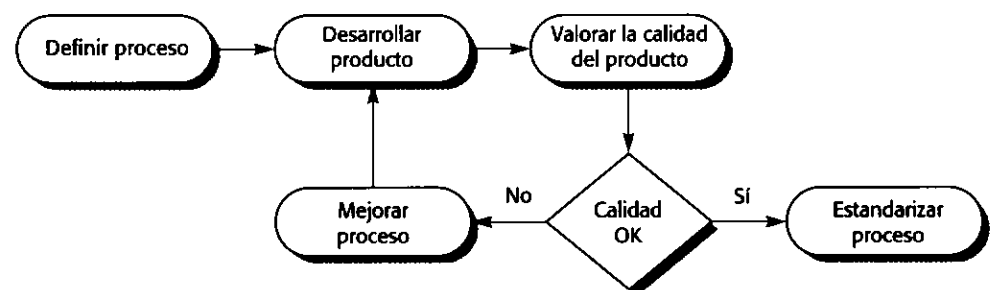 Definir proceso
Desarrollar
producto
Valorar la calidad
del producto
No
Sí
Mejorar
proceso
Calidad
OK
Estandarizar
proceso